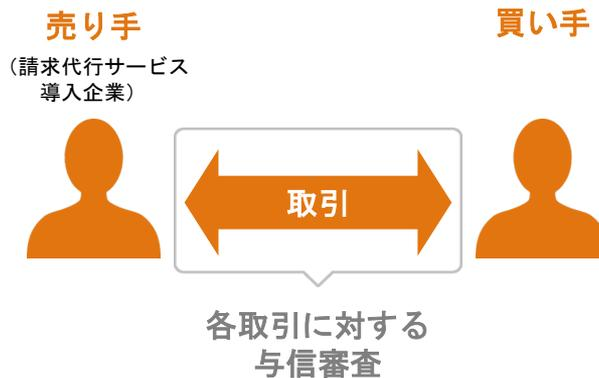 売り手
（請求代行サービス
導入企業）
買い手
取引
各取引に対する
与信審査